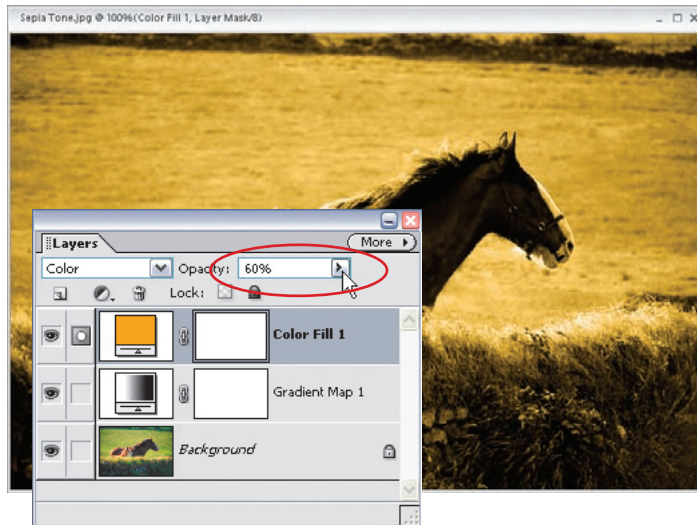 Sepia Tone.jpg @ 100%(Color Fill 1, Layer Mask/8)
Layers
More
Color
Opacity: 60%
Lock:
Color Fill 1
Gradient Map 1
Background